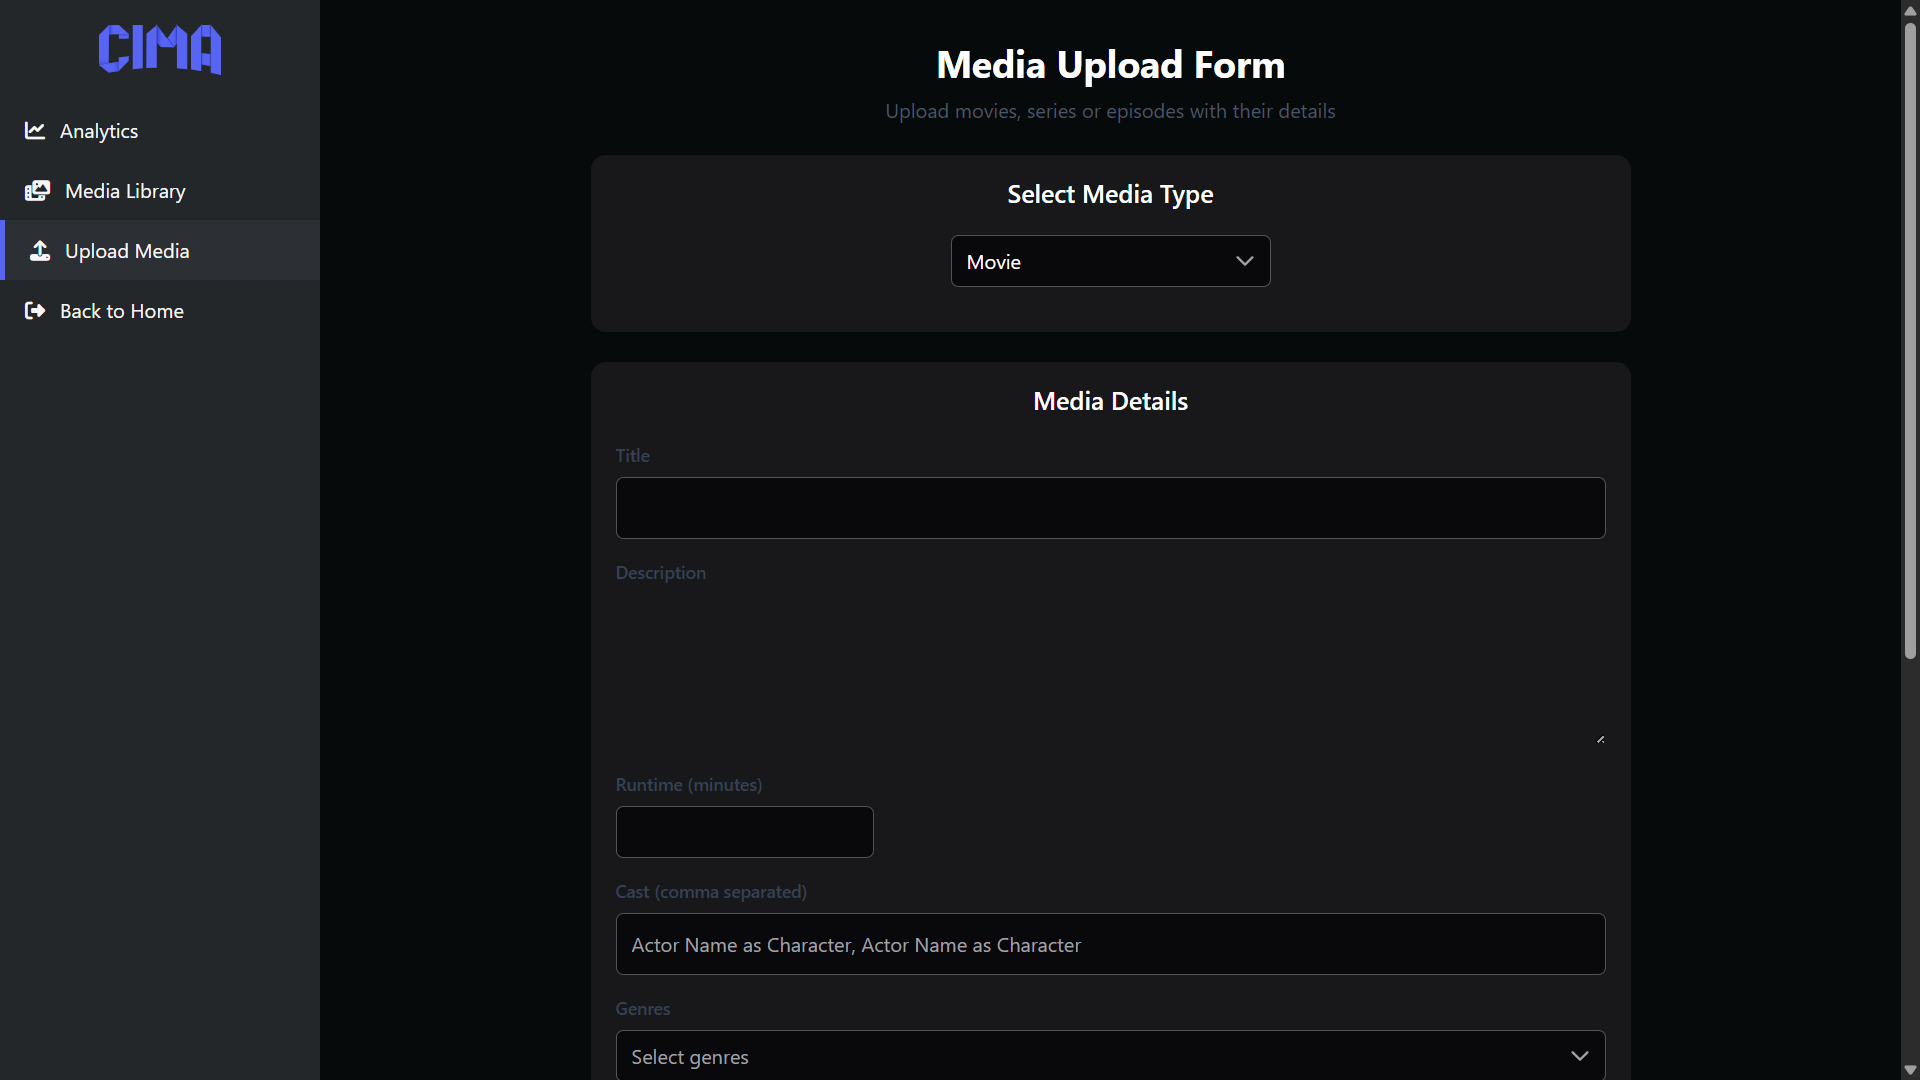 CIMA
Analytics
Media Library
Upload Media
Back to Home
Media Upload Form
Upload movies, series or episodes with their details
Select Media Type
Movie
Media Details
Title
Description
Runtime (minutes)
Cast (comma separated)
Actor Name as Character, Actor Name as Character
Genres
Select genres